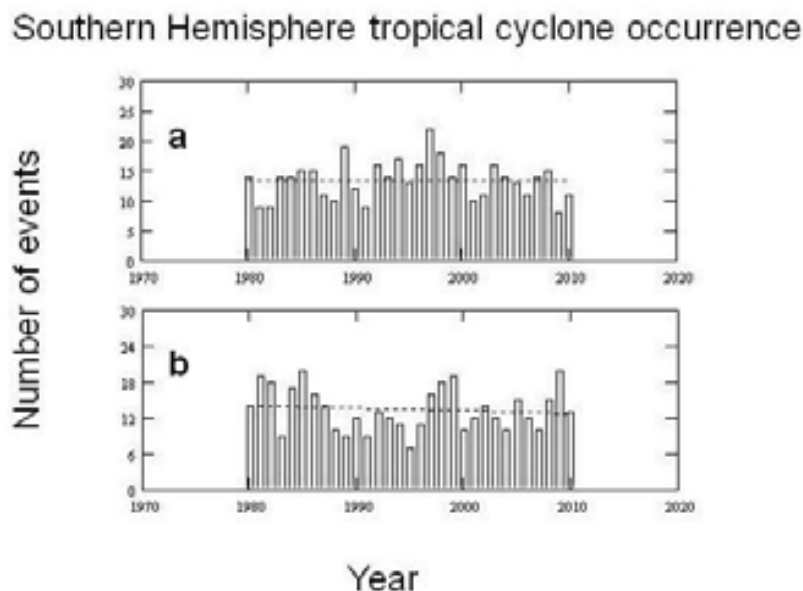 Southern Hemisphere tropical cyclone occurrence
Number of events
a
30
25
20
15
10
5
0
1970 1980 1990 2000 2010 2020
b
30
24
18
12
6
0
1970 1980 1990 2000 2010 2020
Year